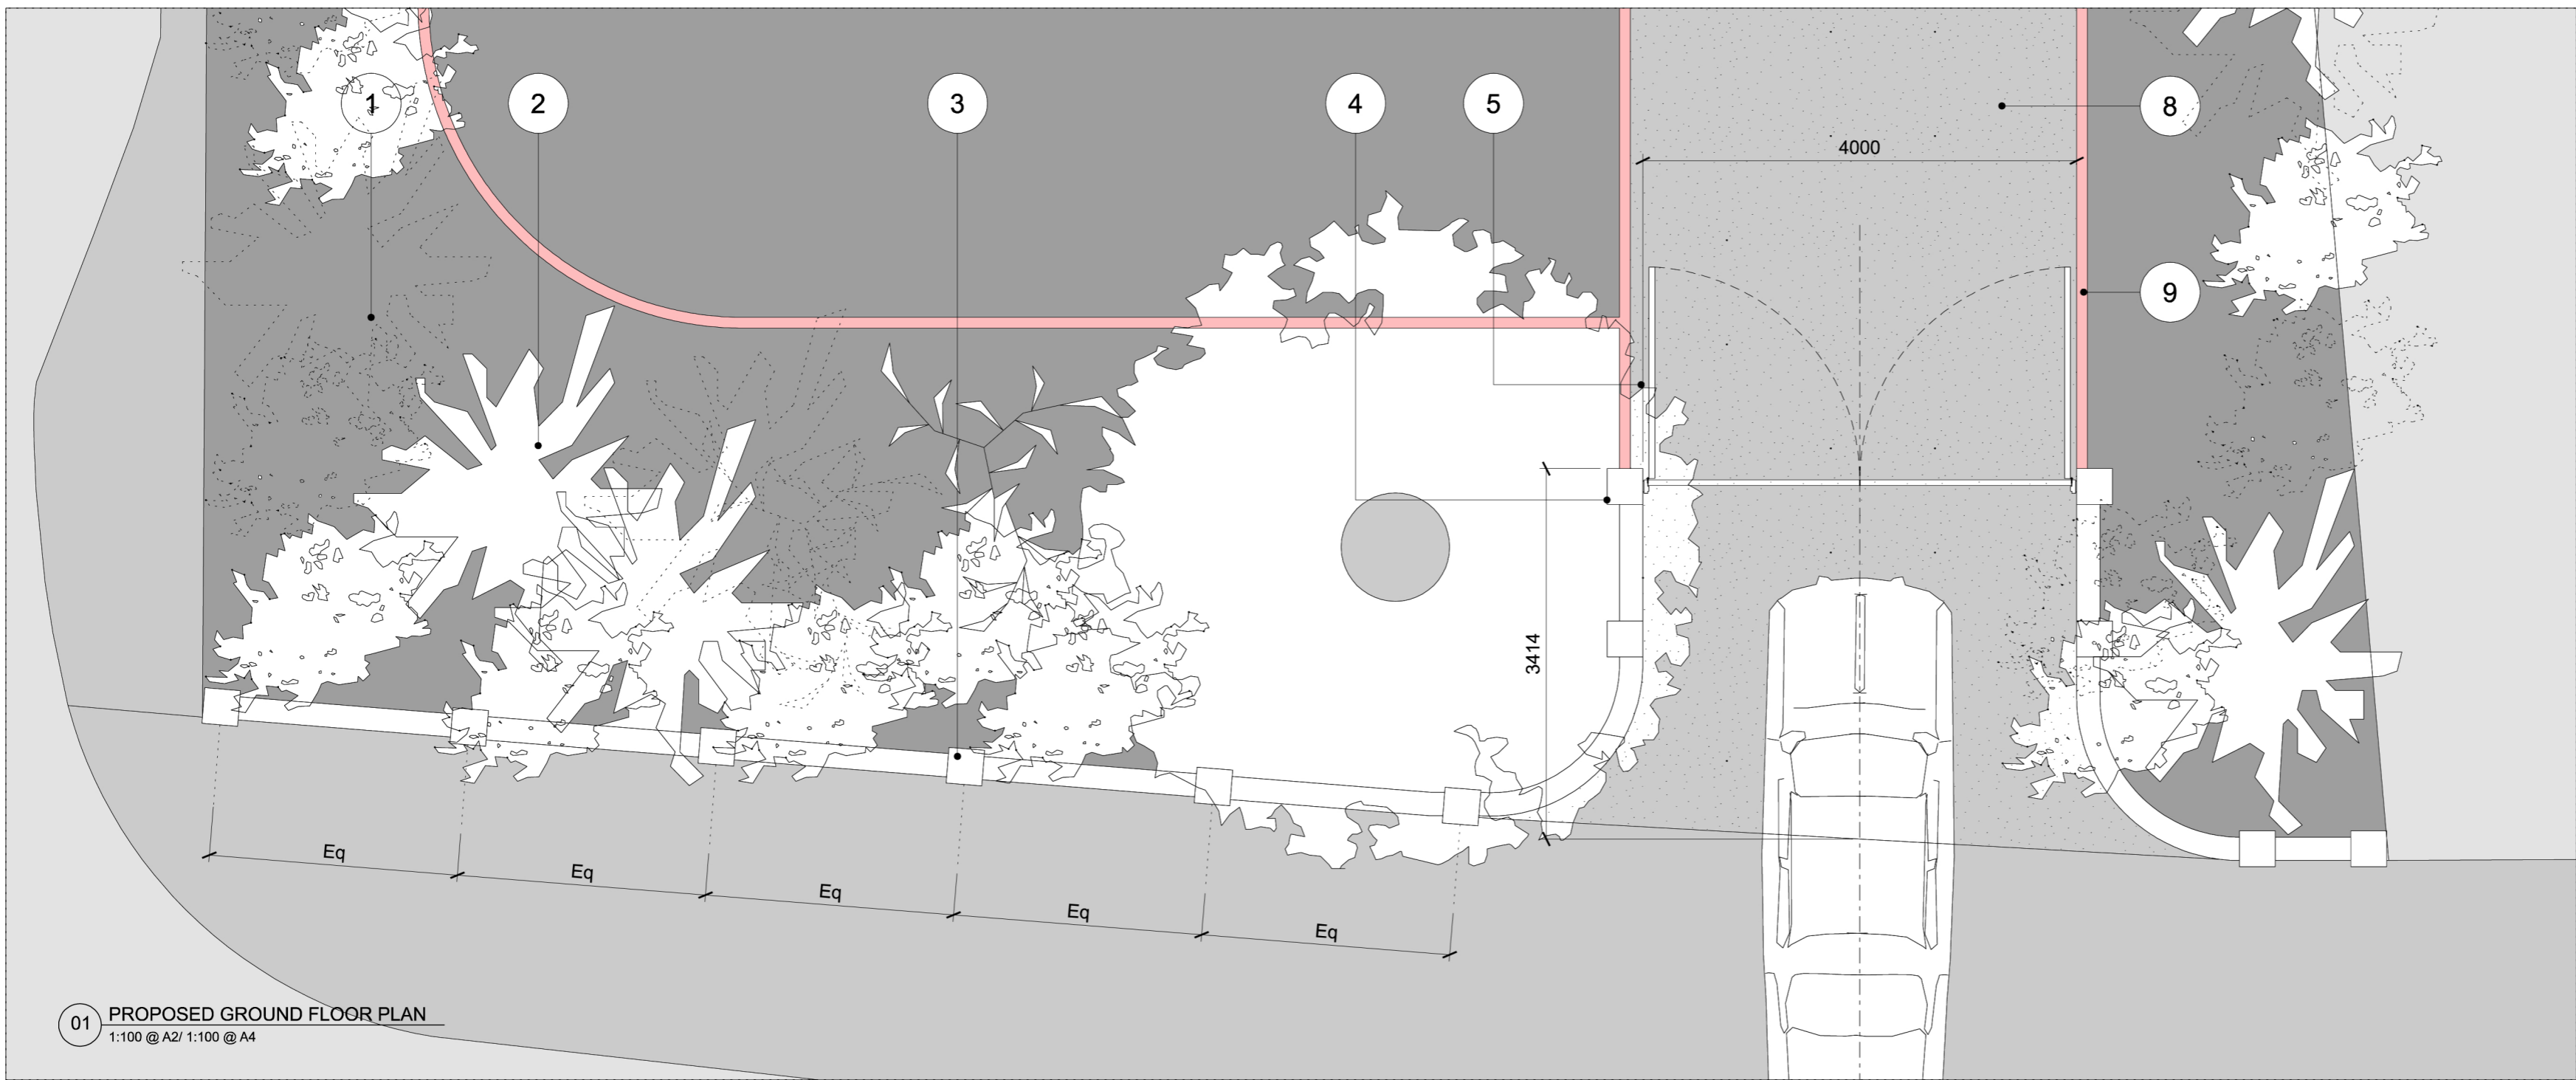 1
2
3
4
5
8
4000
9
3414
Eq
Eq
Eq
Eq
Eq
01
PROPOSED GROUND FLOOR PLAN
1:100 @ A2/ 1:100 @ A4